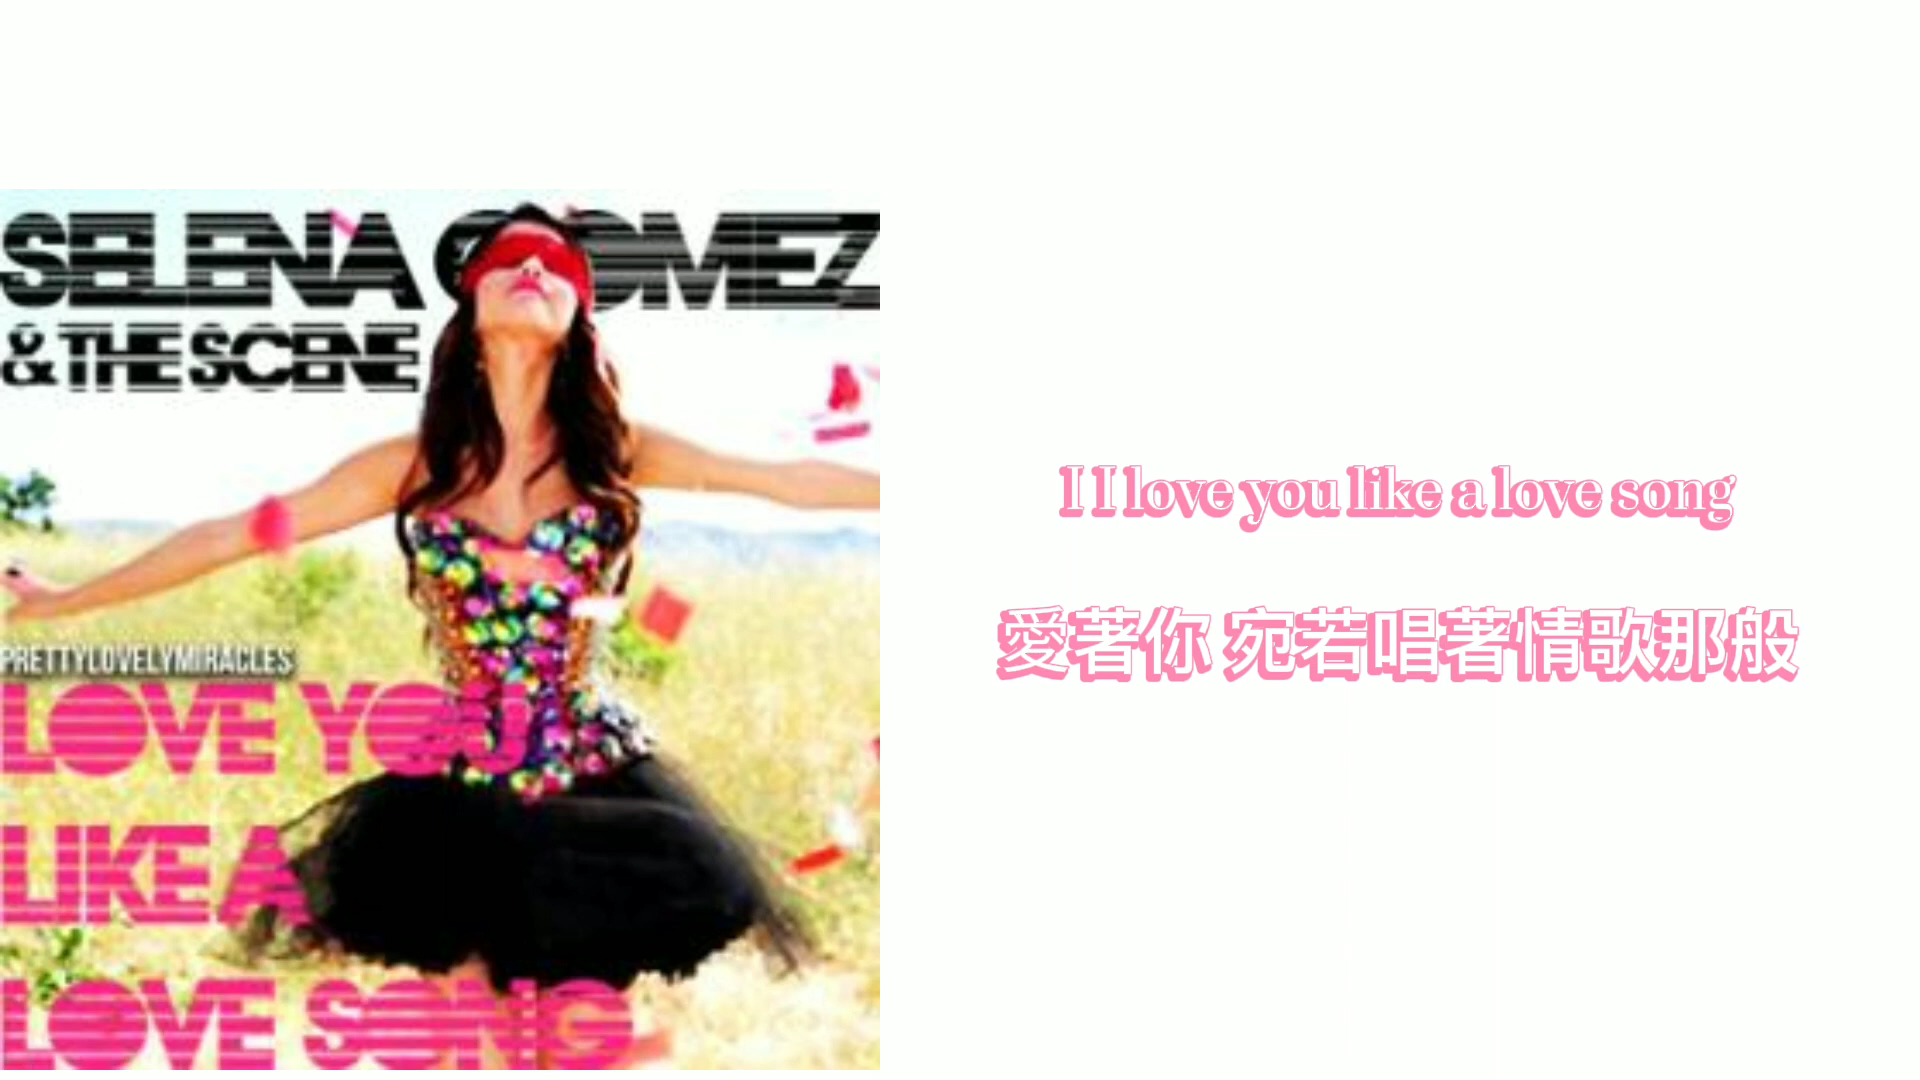 SELENA GOMEZ
& THE SCENE
PRETTYLOVELYMIRACLES
LOVE YOU
LIKE A
LOVE SONG
I I love you like a love song
愛著你 宛若唱著情歌那般